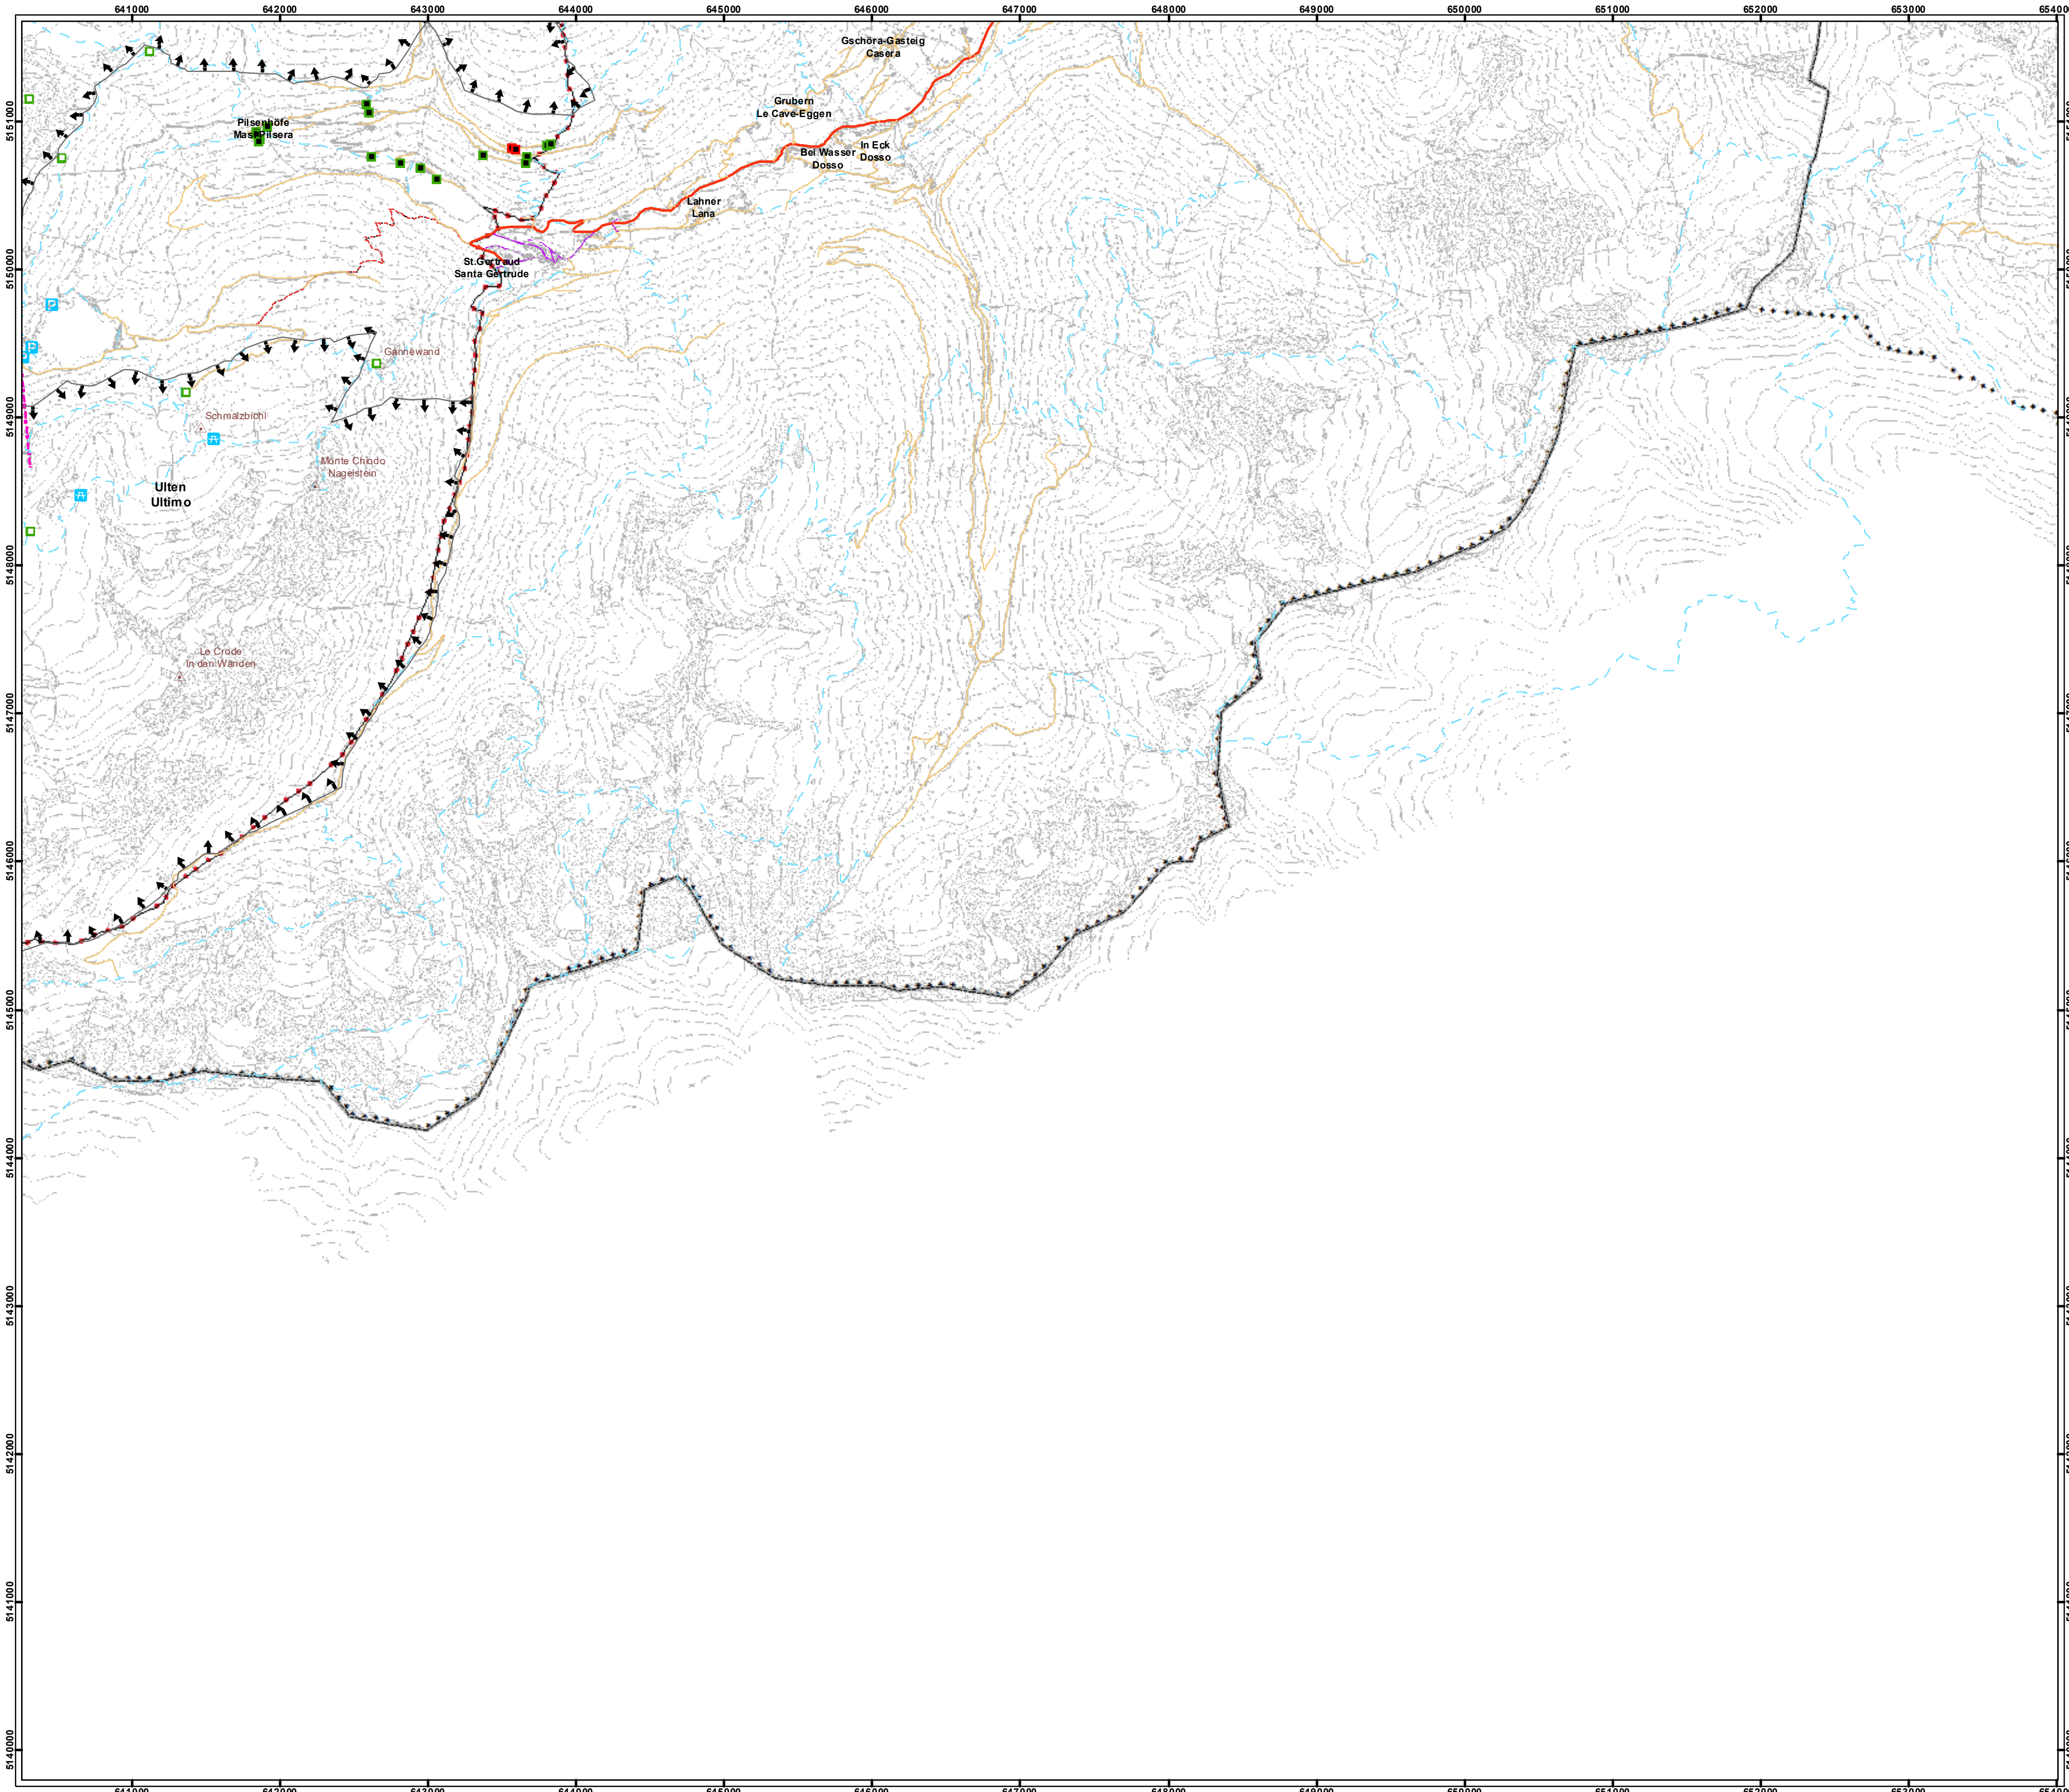 641000 642000 643000 644000 645000 646000 647000 648000 649000 650000 651000 652000 653000
Gschöra-Gasteig
Casera
Grubern
Le Cave-Eggen
5151000
Pilsenhöfe
Masi Pilsera
In Eck
Dosso
Bei Wasser
Dosso
Lahner
Lana
5150000
St.Gertraud
Santa Gertrude
P
P
Gannewand
5149000
Schmalzbichl
Monte Chiodo
Nagelstein
Ulten
Ultimo
5148000
Le Crode
In den Wänden
5147000
5146000
5145000
5144000
5143000
5142000
5141000
5140000